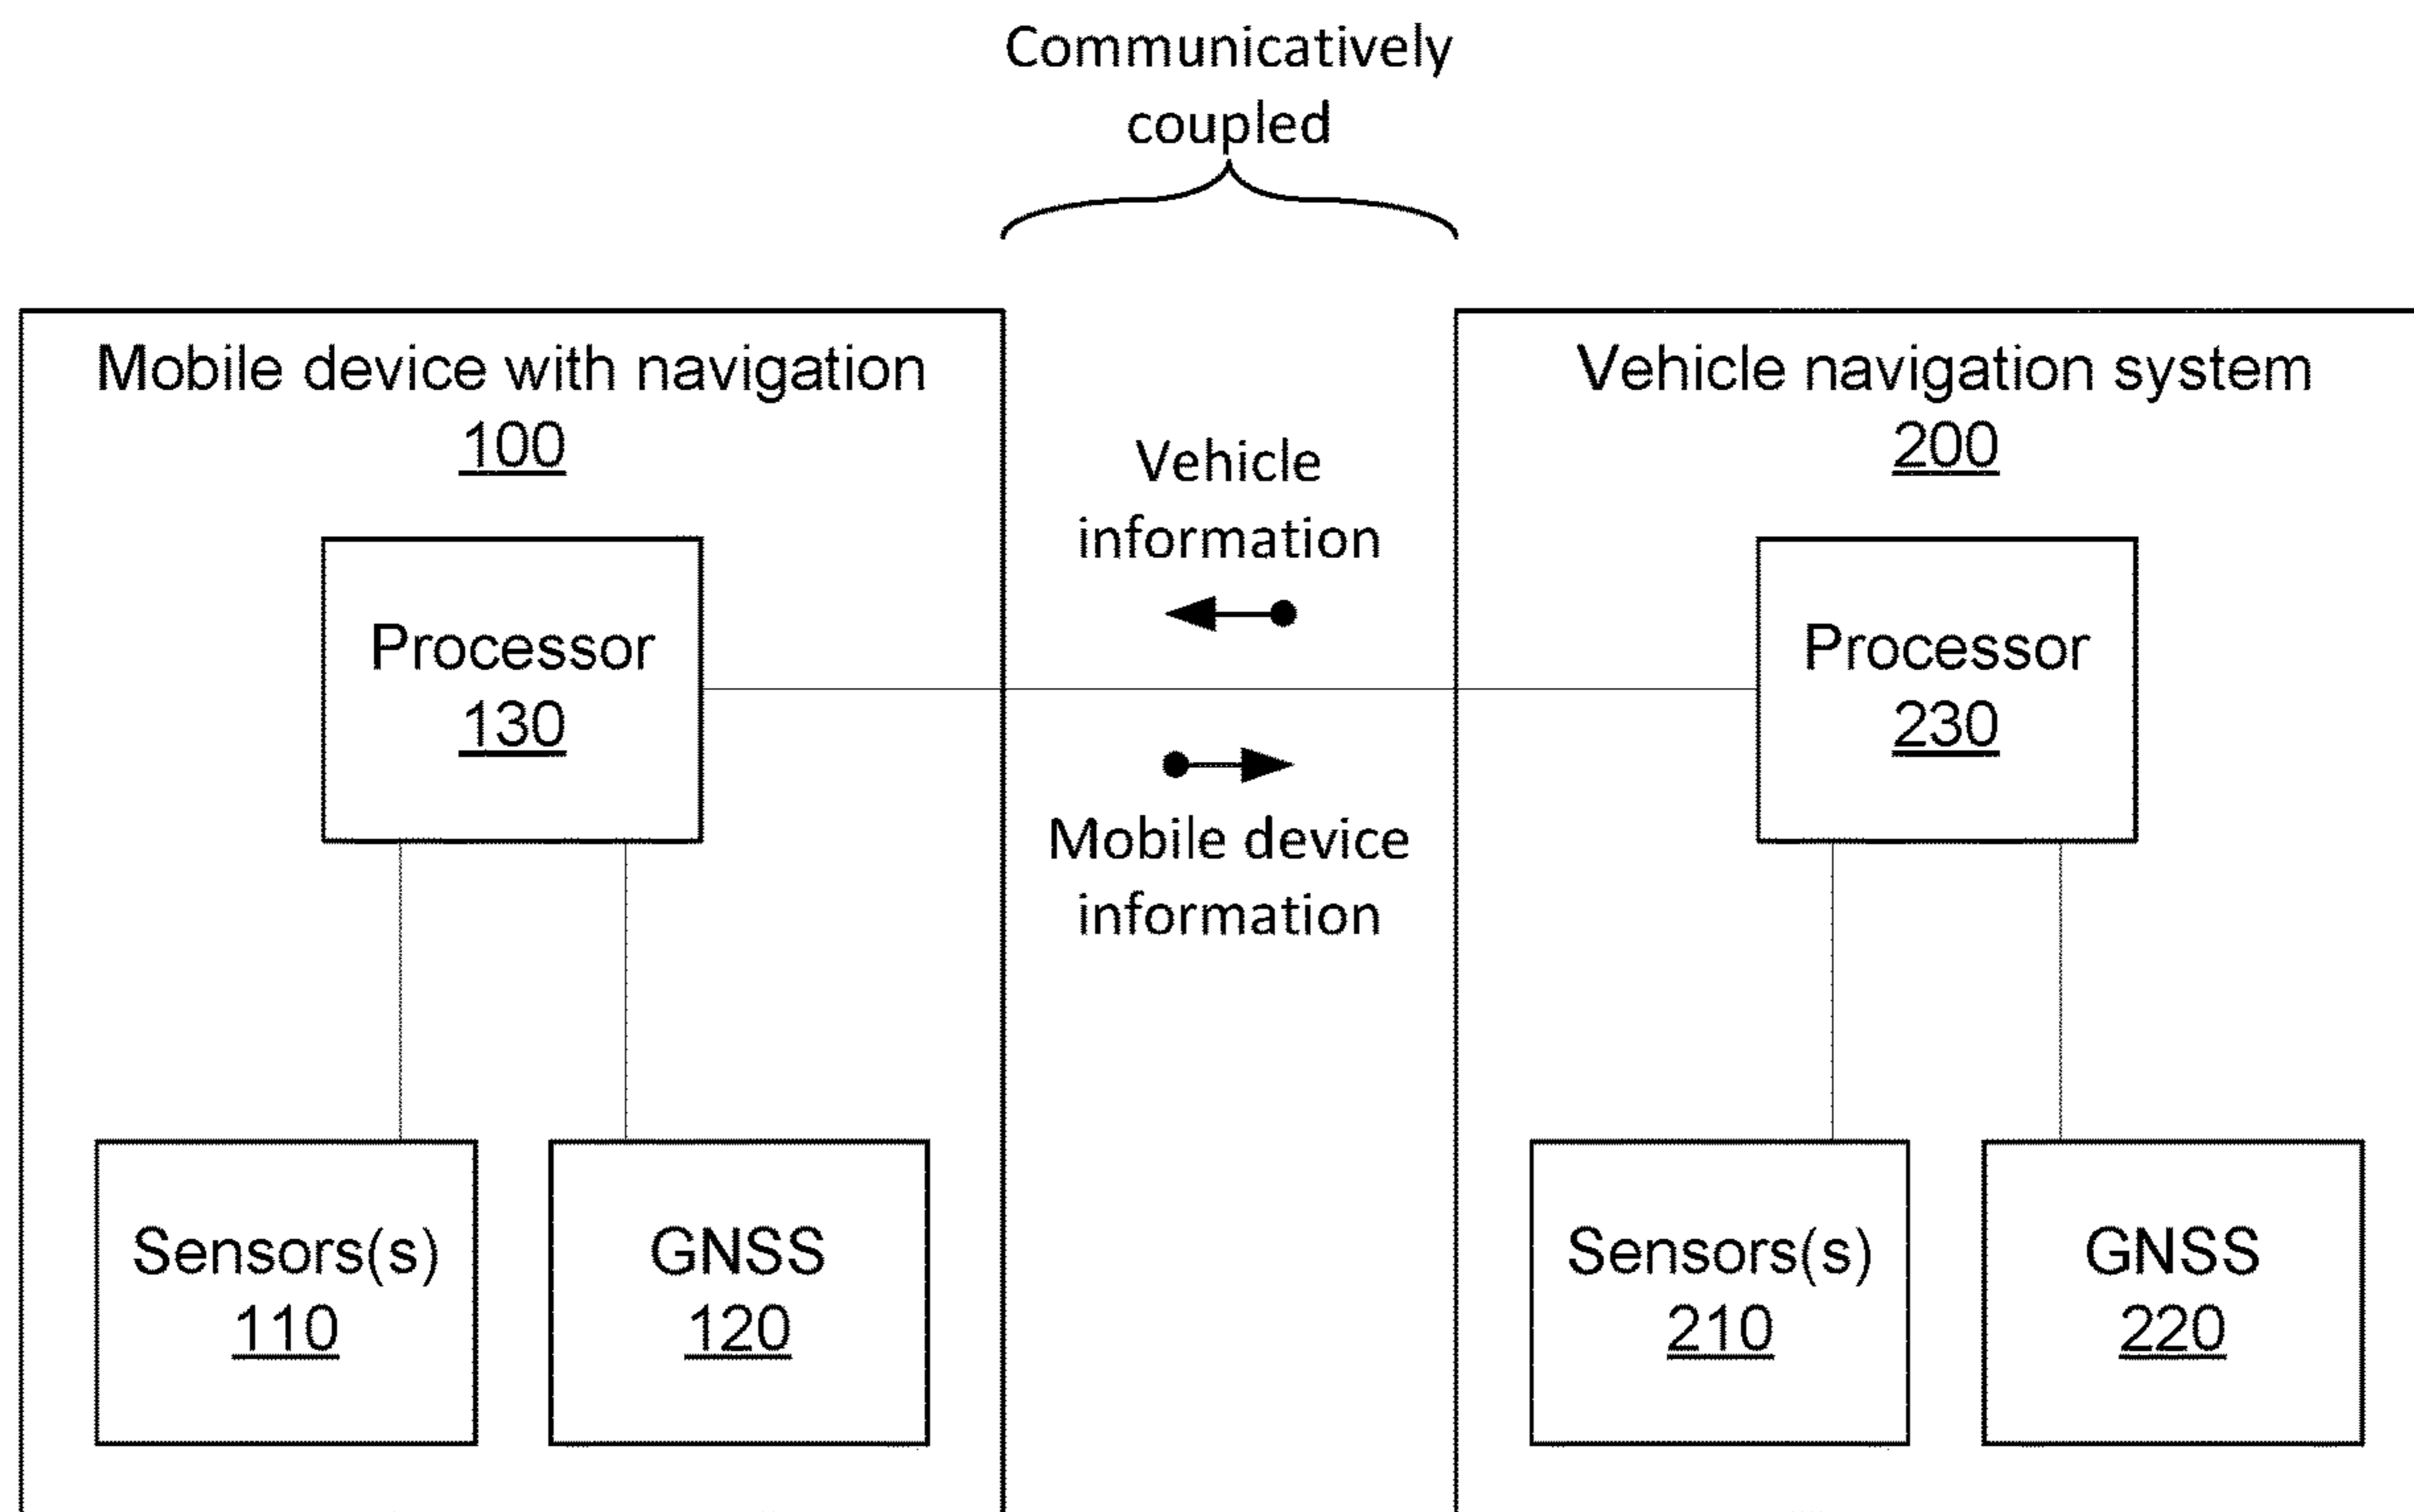 Communicatively
coupled
Mobile device with navigation
100
Vehicle navigation system
200
Vehicle
information
Processor
130
Processor
230
Mobile device
information
Sensors(s)
110
GNSS
120
Sensors(s)
210
GNSS
220